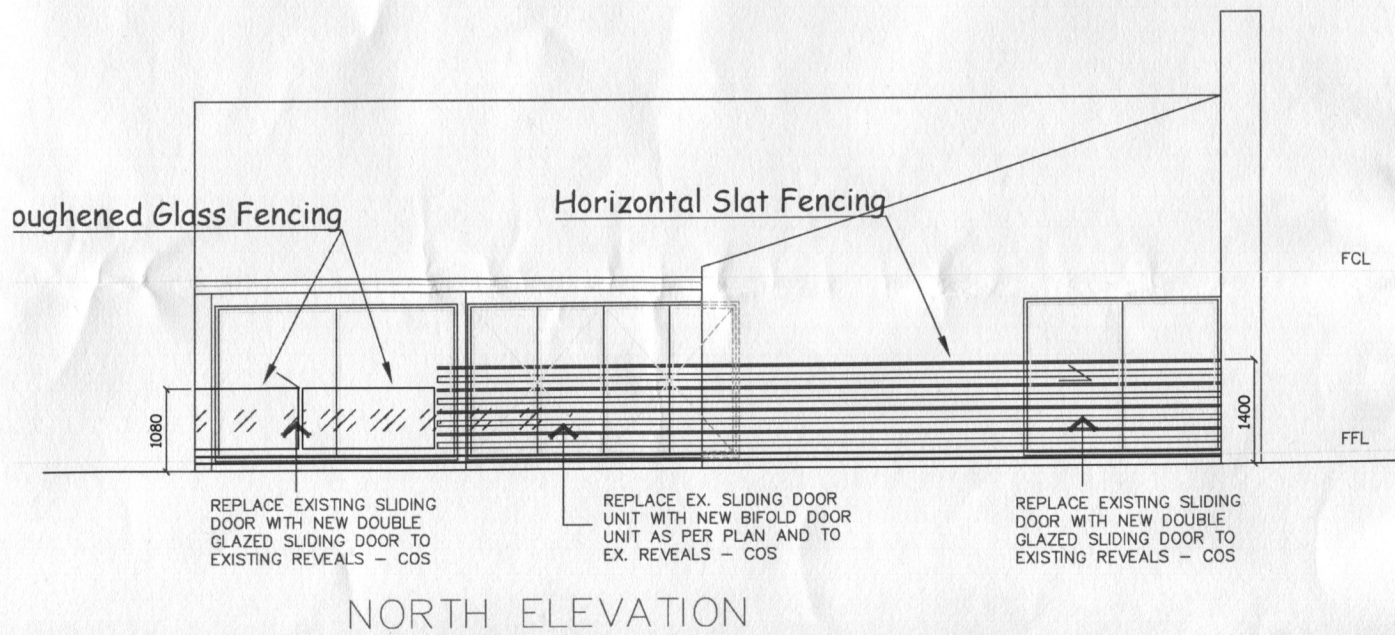 oughened Glass Fencing
Horizontal Slat Fencing
FCL
1080
1400
FFL
REPLACE EXISTING SLIDING
DOOR WITH NEW DOUBLE
GLAZED SLIDING DOOR TO
EXISTING REVEALS – COS
REPLACE EX. SLIDING DOOR
UNIT WITH NEW BIFOLD DOOR
UNIT AS PER PLAN AND TO
EX. REVEALS – COS
REPLACE EXISTING SLIDING
DOOR WITH NEW DOUBLE
GLAZED SLIDING DOOR TO
EXISTING REVEALS – COS
NORTH ELEVATION